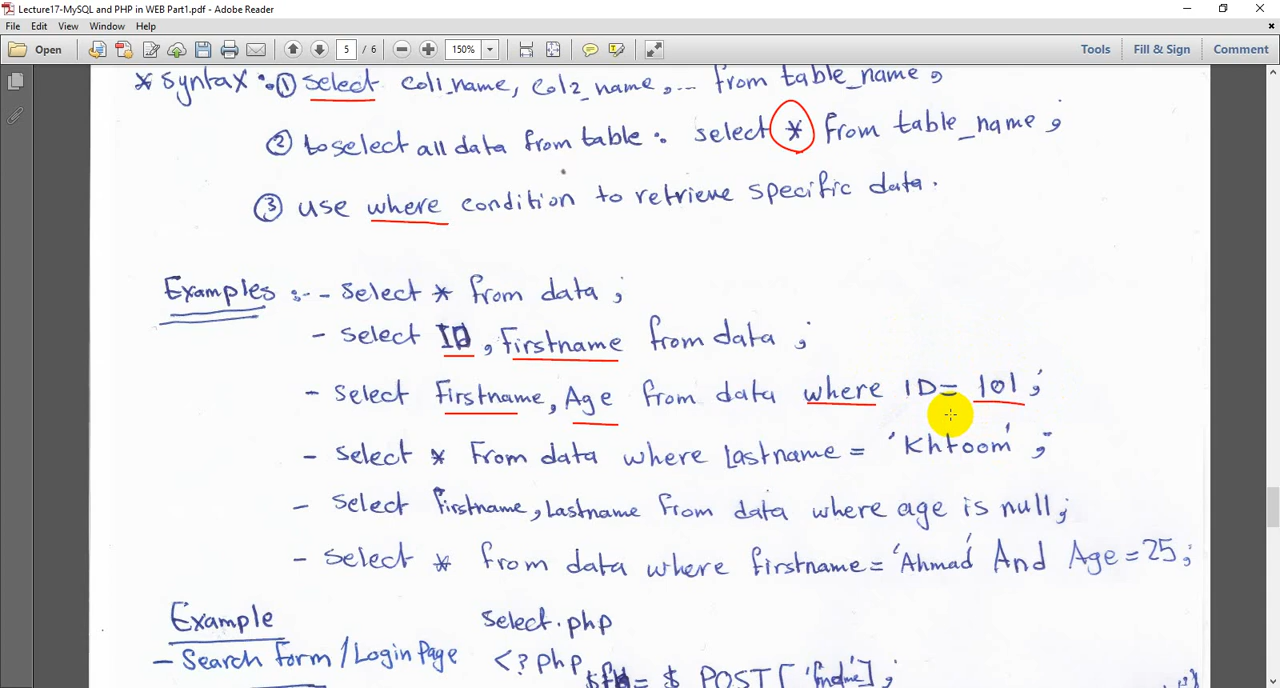 Lecture17-MySQL and PHP in WEB Part1.pdf - Adobe Reader
File Edit View Window Help
Open 5 / 6 150% Tools Fill & Sign Comment
* Syntax :- ① select col1_name, col2_name, ... from table_name ;
② to select all data from table : select * from table_name ;
③ use where condition to retrieve specific data.
Examples :- - select * from data ;
- select ID , Firstname from data ;
- select Firstname, Age from data where ID = 101 ;
- select * From data where Lastname = 'Khtoom' ;
- select firstname, Lastname from data where age is null ;
- select * from data where firstname = 'Ahmad' And Age = 25 ;
Example select.php
- Search form / Login Page <?php
= $_POST [ ' '] ;